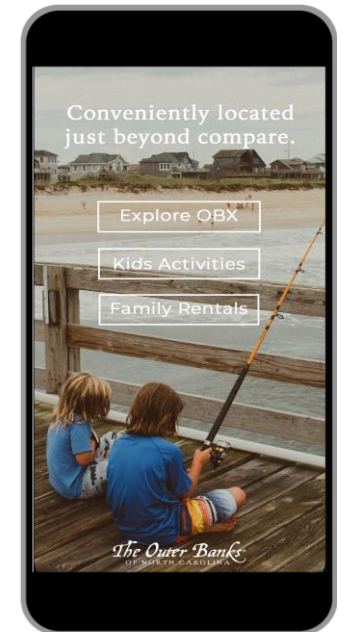 Conveniently located
just beyond compare.
Explore OBX
Kids Activities
Family Rentals
The Outer Banks
OF NORTH CAROLINA